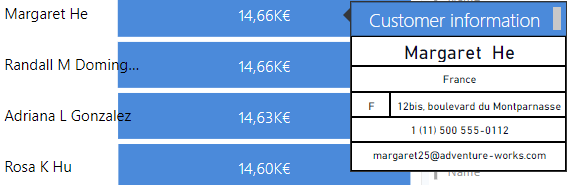 Margaret He 14,66K€
Randall M Doming... 14,66K€
Adriana L Gonzalez 14,63K€
Rosa K Hu 14,60K€
Customer information
Margaret He
France
F 12bis, boulevard du Montparnasse
1 (11) 500 555-0112
margaret25@adventure-works.com
Name